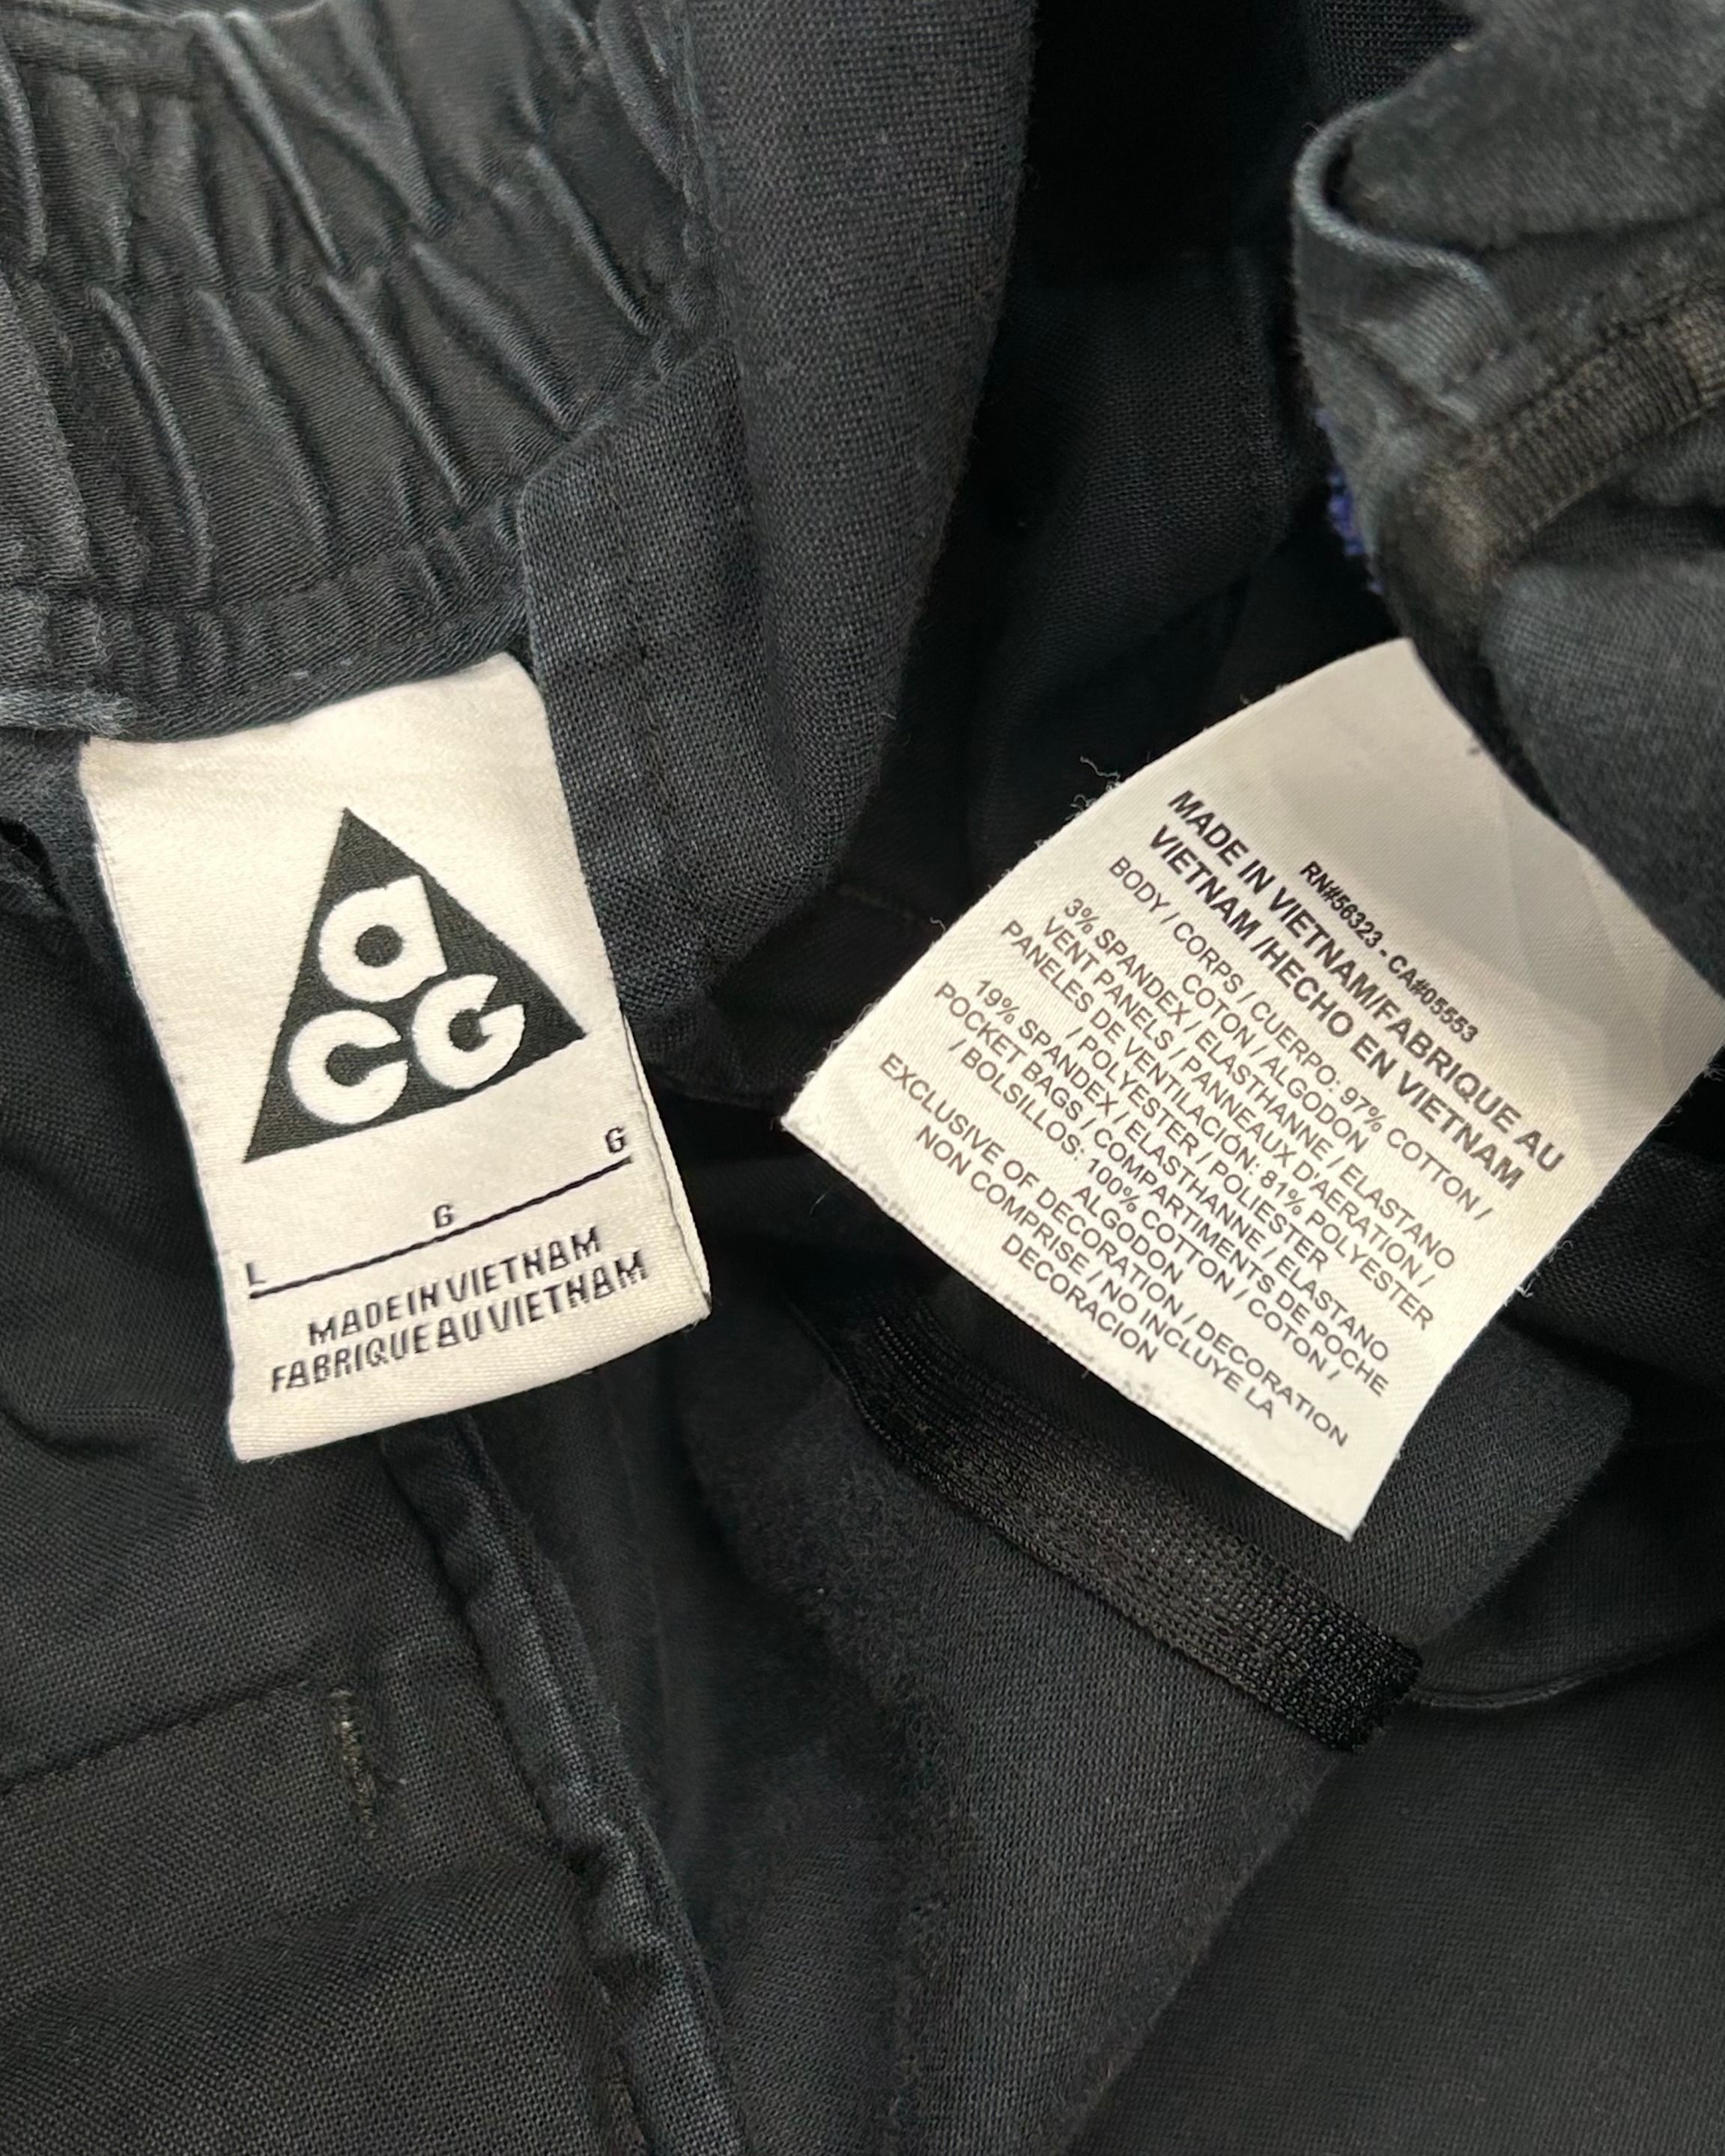 acg
L G G
MADE IN VIETNAM
FABRIQUE AU VIETNAM
RN#56323 - CA#05553
MADE IN VIETNAM/FABRIQUE AU
VIETNAM /HECHO EN VIETNAM
BODY / CORPS / CUERPO: 97% COTTON /
COTON / ALGODON
3% SPANDEX / ELASTHANNE / ELASTANO
VENT PANELS / PANNEAUX D'AERATION /
PANELES DE VENTILACIÓN: 81% POLYESTER
/ POLYESTER / POLIESTER
19% SPANDEX / ELASTHANNE / ELASTANO
POCKET BAGS / COMPARTIMENTS DE POCHE
/ BOLSILLOS: 100% COTTON / COTON /
ALGODON
EXCLUSIVE OF DECORATION / DECORATION
NON COMPRISE / NO INCLUYE LA
DECORACION